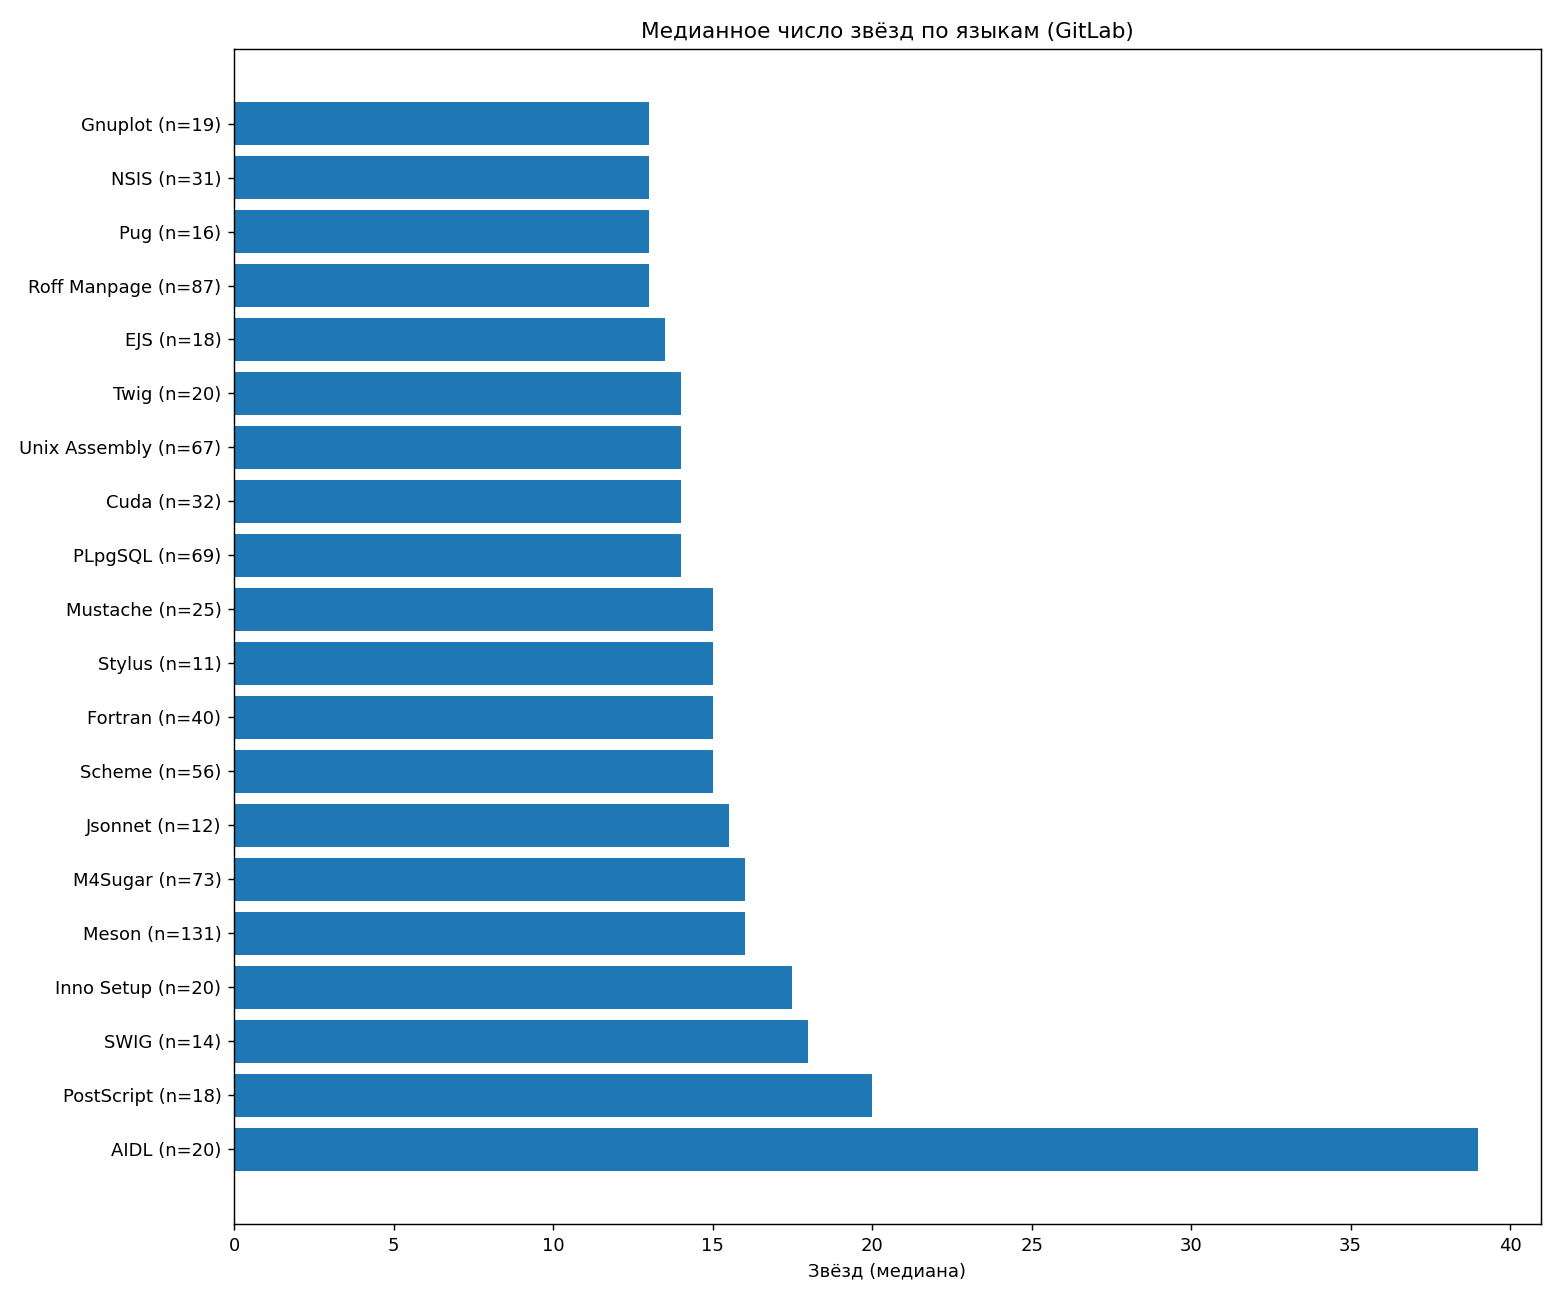 Медианное число звёзд по языкам (GitLab)
Gnuplot (n=19)
NSIS (n=31)
Pug (n=16)
Roff Manpage (n=87)
EJS (n=18)
Twig (n=20)
Unix Assembly (n=67)
Cuda (n=32)
PLpgSQL (n=69)
Mustache (n=25)
Stylus (n=11)
Fortran (n=40)
Scheme (n=56)
Jsonnet (n=12)
M4Sugar (n=73)
Meson (n=131)
Inno Setup (n=20)
SWIG (n=14)
PostScript (n=18)
AIDL (n=20)
0 5 10 15 20 25 30 35 40
Звёзд (медиана)